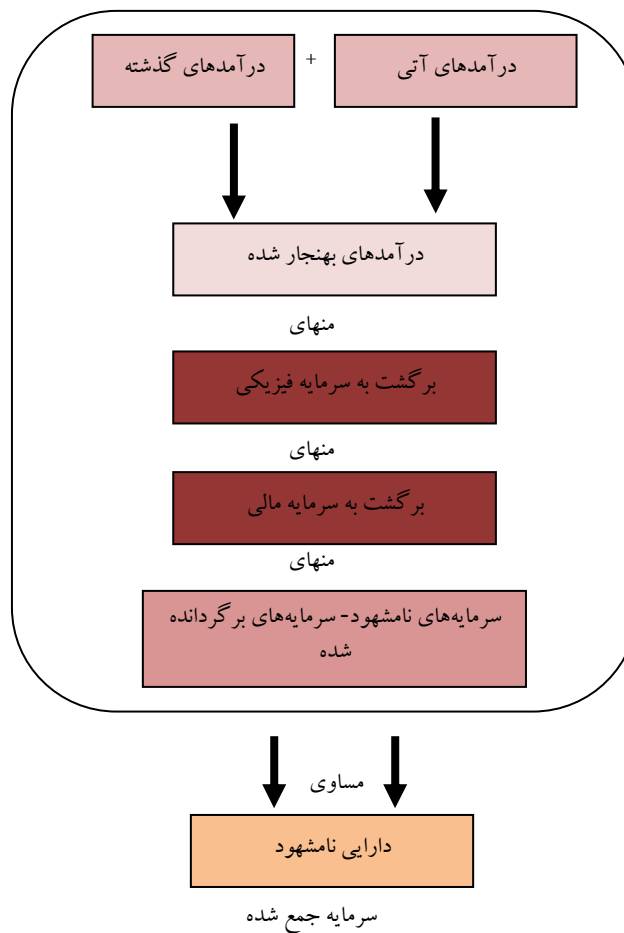 درآمدهای گذشته + درآمدهای آتی
درآمدهای بهنجار شده
منهای
برگشت به سرمایه فیزیکی
منهای
برگشت به سرمایه مالی
منهای
سرمایه‌های نامشهود- سرمایه‌های برگردانده
شده
مساوی
دارایی نامشهود
سرمایه جمع شده